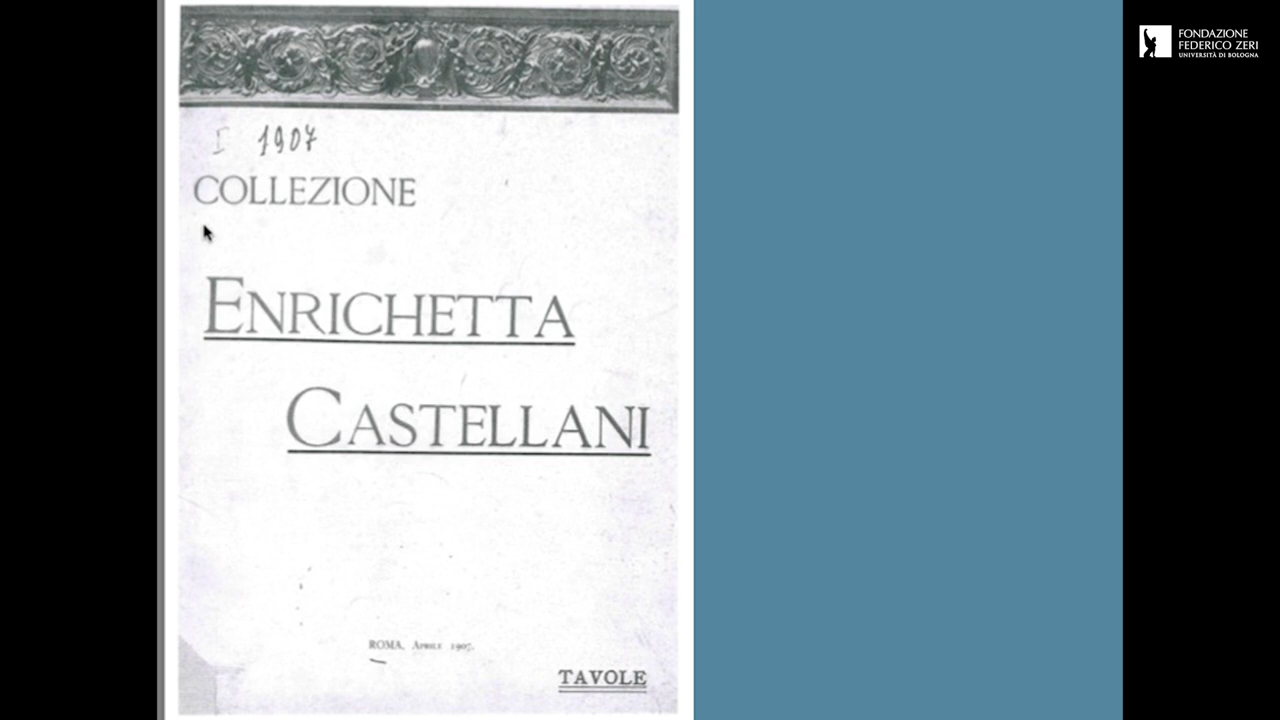 I 1907
COLLEZIONE
ENRICHETTA
CASTELLANI
ROMA, APRILE 1907.
TAVOLE
FONDAZIONE
FEDERICO ZERI
UNIVERSITÀ DI BOLOGNA